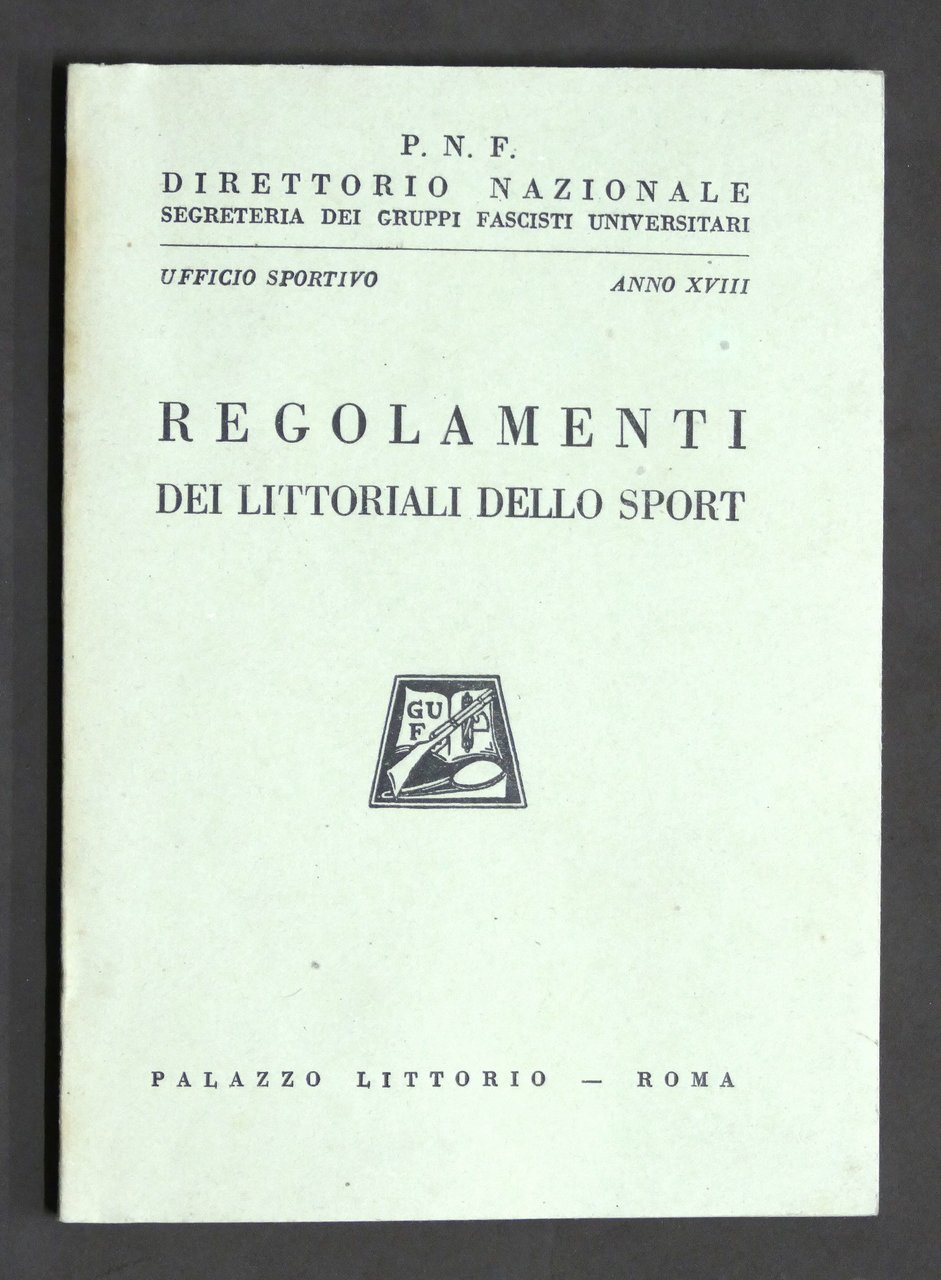 P. N. F.
DIRETTORIO NAZIONALE
SEGRETERIA DEI GRUPPI FASCISTI UNIVERSITARI
UFFICIO SPORTIVO ANNO XVIII
REGOLAMENTI
DEI LITTORIALI DELLO SPORT
GU
F
PALAZZO LITTORIO — ROMA